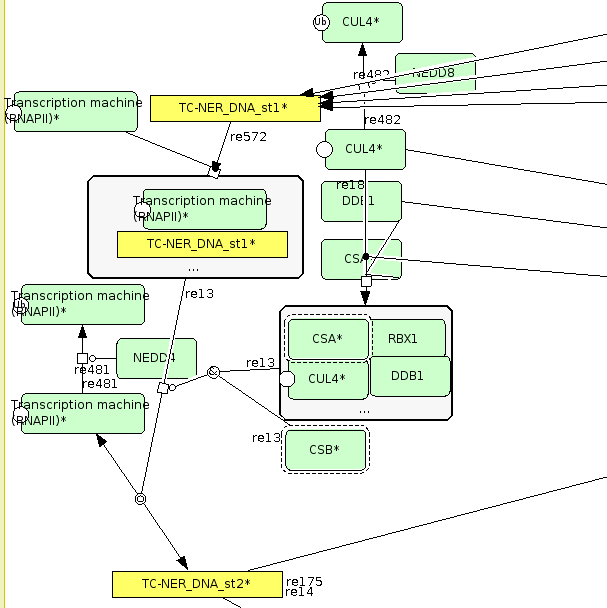 Ub
CUL4*
re482
NEDD8
Transcription machine
(RNAPII)*
TC-NER_DNA_st1*
re482
re572
CUL4*
re18
DDB1
Transcription machine
(RNAPII)*
TC-NER_DNA_st1*
...
CSA*
re13
Ub
Transcription machine
(RNAPII)*
CSA*
RBX1
NEDD4
re481
re481
&
re13
CUL4*
DDB1
...
Transcription machine
(RNAPII)*
re13
CSB*
TC-NER_DNA_st2*
re175
re14